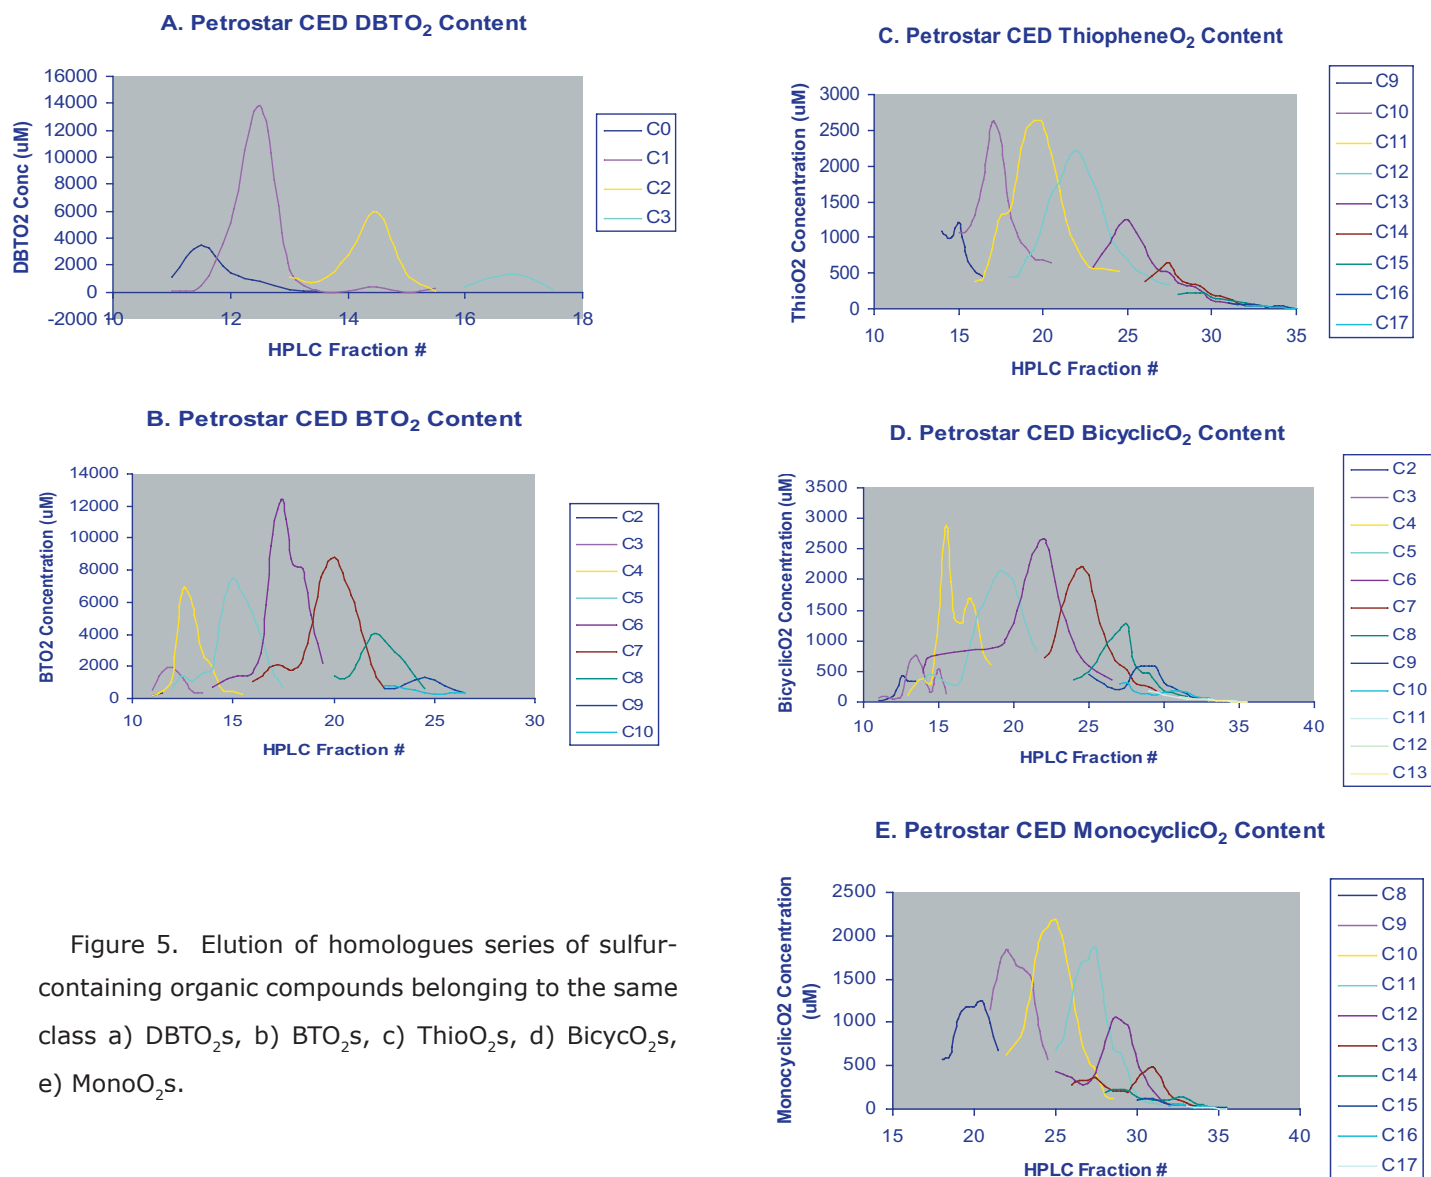 A. Petrostar CED DBTO2 Content
16000
14000
12000
10000
8000
6000
4000
2000
0
-2000
10
12
14
16
18
DBTO2 Conc (uM)
HPLC Fraction #
C0
C1
C2
C3
B. Petrostar CED BTO2 Content
14000
12000
10000
8000
6000
4000
2000
0
10
15
20
25
30
BTO2 Concentration (uM)
HPLC Fraction #
C2
C3
C4
C5
C6
C7
C8
C9
C10
Figure 5. Elution of homologues series of sulfur-
containing organic compounds belonging to the same
class a) DBTO2s, b) BTO2s, c) ThioO2s, d) BicycO2s,
e) MonoO2s.
C. Petrostar CED ThiopheneO2 Content
3000
2500
2000
1500
1000
500
0
10
15
20
25
30
35
ThioO2 Concentration (uM)
HPLC Fraction #
C9
C10
C11
C12
C13
C14
C15
C16
C17
D. Petrostar CED BicyclicO2 Content
3500
3000
2500
2000
1500
1000
500
0
10
15
20
25
30
35
40
BicyclicO2 Concentration (uM)
HPLC Fraction #
C2
C3
C4
C5
C6
C7
C8
C9
C10
C11
C12
C13
E. Petrostar CED MonocyclicO2 Content
2500
2000
1500
1000
500
0
15
20
25
30
35
40
MonocyclicO2 Concentration
(uM)
HPLC Fraction #
C8
C9
C10
C11
C12
C13
C14
C15
C16
C17